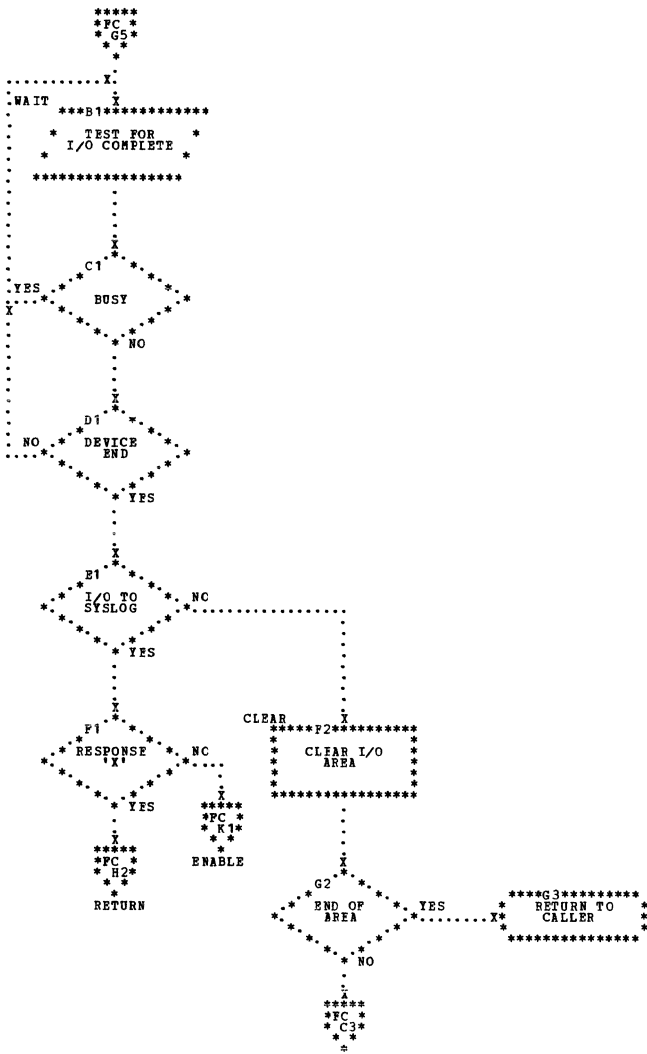 FC
G5
WAIT
B1
TEST FOR
I/O COMPLETE
C1
YES
BUSY
NO
D1
NO
DEVICE
END
YES
E1
I/O TO
SYSLOG
NO
YES
F1
RESPONSE
'X'
NO
YES
CLEAR
F2
CLEAR I/O
AREA
FC
K1
ENABLE
FC
H2
RETURN
G2
END OF
AREA
YES
G3
RETURN TO
CALLER
NO
FC
C3